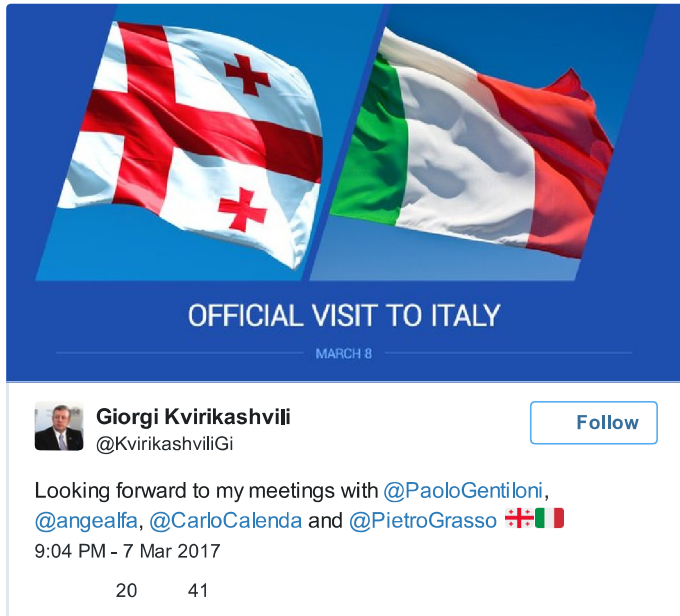 OFFICIAL VISIT TO ITALY
MARCH 8
Giorgi Kvirikashvili
@KvirikashviliGi
Follow
Looking forward to my meetings with @PaoloGentiloni,
@angealfa, @CarloCalenda and @PietroGrasso 🇬🇪🇮🇹
9:04 PM - 7 Mar 2017
20 41